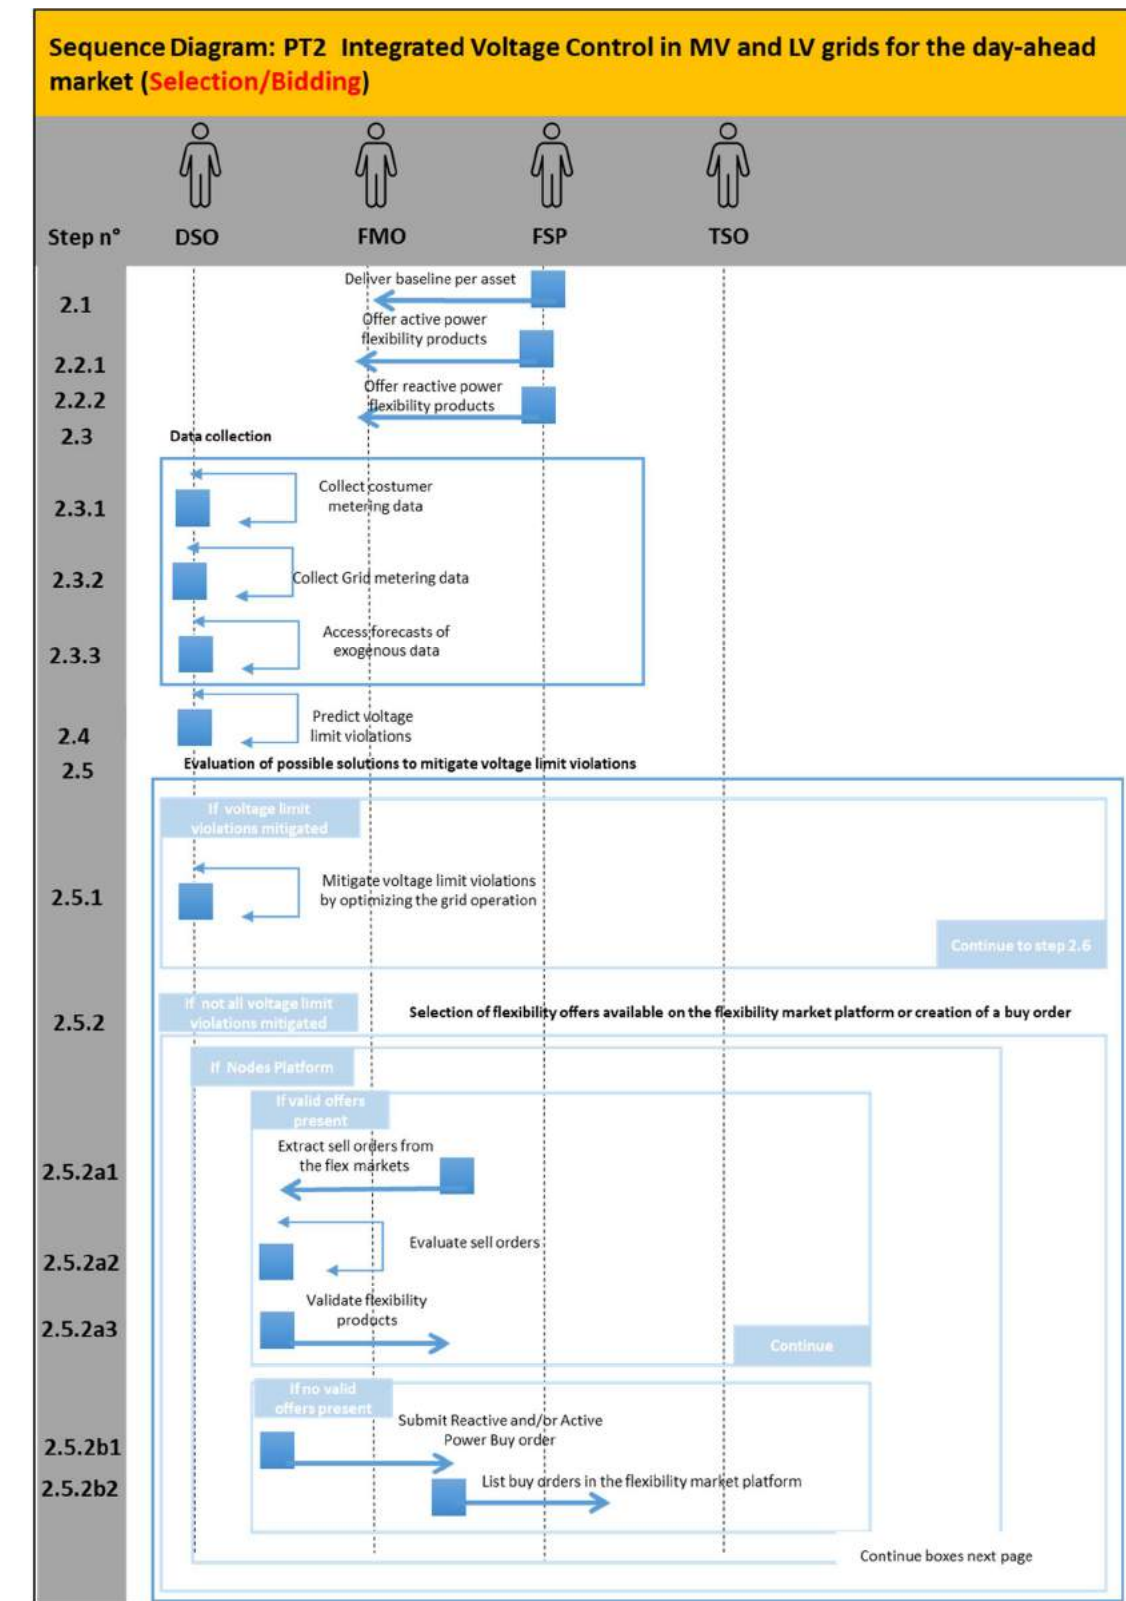 Sequence Diagram: PT2 Integrated Voltage Control in MV and LV grids for the day-ahead
market (Selection/Bidding)
Step n°
DSO
FMO
FSP
TSO
2.1
Deliver baseline per asset
2.2.1
Offer active power
flexibility products
2.2.2
Offer reactive power
flexibility products
2.3
Data collection
2.3.1
Collect costumer
metering data
2.3.2
Collect Grid metering data
2.3.3
Access forecasts of
exogenous data
2.4
Predict voltage
limit violations
2.5
Evaluation of possible solutions to mitigate voltage limit violations
If voltage limit
violations mitigated
2.5.1
Mitigate voltage limit violations
by optimizing the grid operation
Continue to step 2.6
2.5.2
If not all voltage limit
violations mitigated
Selection of flexibility offers available on the flexibility market platform or creation of a buy order
If Nodes Platform
If valid offers
present
2.5.2a1
Extract sell orders from
the flex markets
2.5.2a2
Evaluate sell orders
2.5.2a3
Validate flexibility
products
Continue
If no valid
offers present
2.5.2b1
Submit Reactive and/or Active
Power Buy order
2.5.2b2
List buy orders in the flexibility market platform
Continue boxes next page